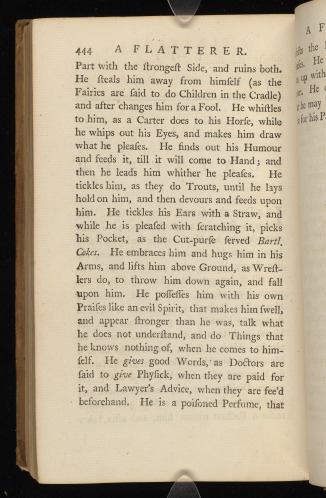 444 A FLATTERER.
Part with the ſtrongeſt Side, and ruins both.
He ſteals him away from himſelf (as the
Fairies are ſaid to do Children in the Cradle)
and after changes him for a Fool. He whiſtles
to him, as a Carter does to his Horſe, while
he whips out his Eyes, and makes him draw
what he pleaſes. He finds out his Humour
and feeds it, till it will come to Hand; and
then he leads him whither he pleaſes. He
tickles him, as they do Trouts, until he lays
hold on him, and then devours and feeds upon
him. He tickles his Ears with a Straw, and
while he is pleaſed with ſcratching it, picks
his Pocket, as the Cut-purſe ſerved Bartl.
Cokes. He embraces him and hugs him in his
Arms, and lifts him above Ground, as Wreſt-
lers do, to throw him down again, and fall
upon him. He poſſeſſes him with his own
Praiſes like an evil Spirit, that makes him ſwell,
and appear ſtronger than he was, talk what
he does not underſtand, and do Things that
he knows nothing of, when he comes to him-
ſelf. He gives good Words, as Doctors are
ſaid to give Phyſick, when they are paid for
it, and Lawyer's Advice, when they are fee'd
beforehand. He is a poiſoned Perfume, that
A F
the
He
up with
He
he may
for his P